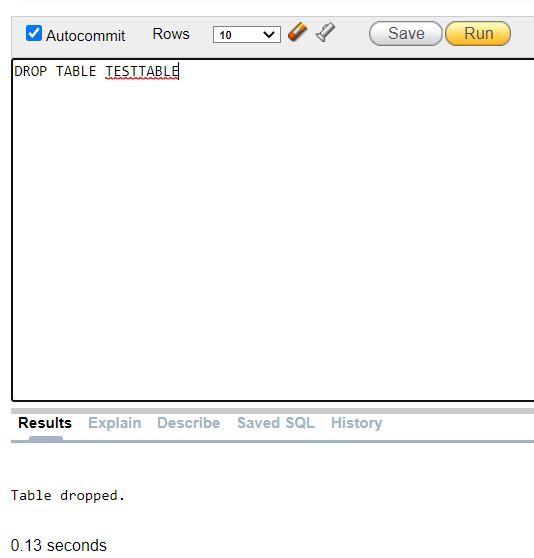 Autocommit Rows 10 Save Run
DROP TABLE TESTTABLE
Results Explain Describe Saved SQL History
Table dropped.
0.13 seconds